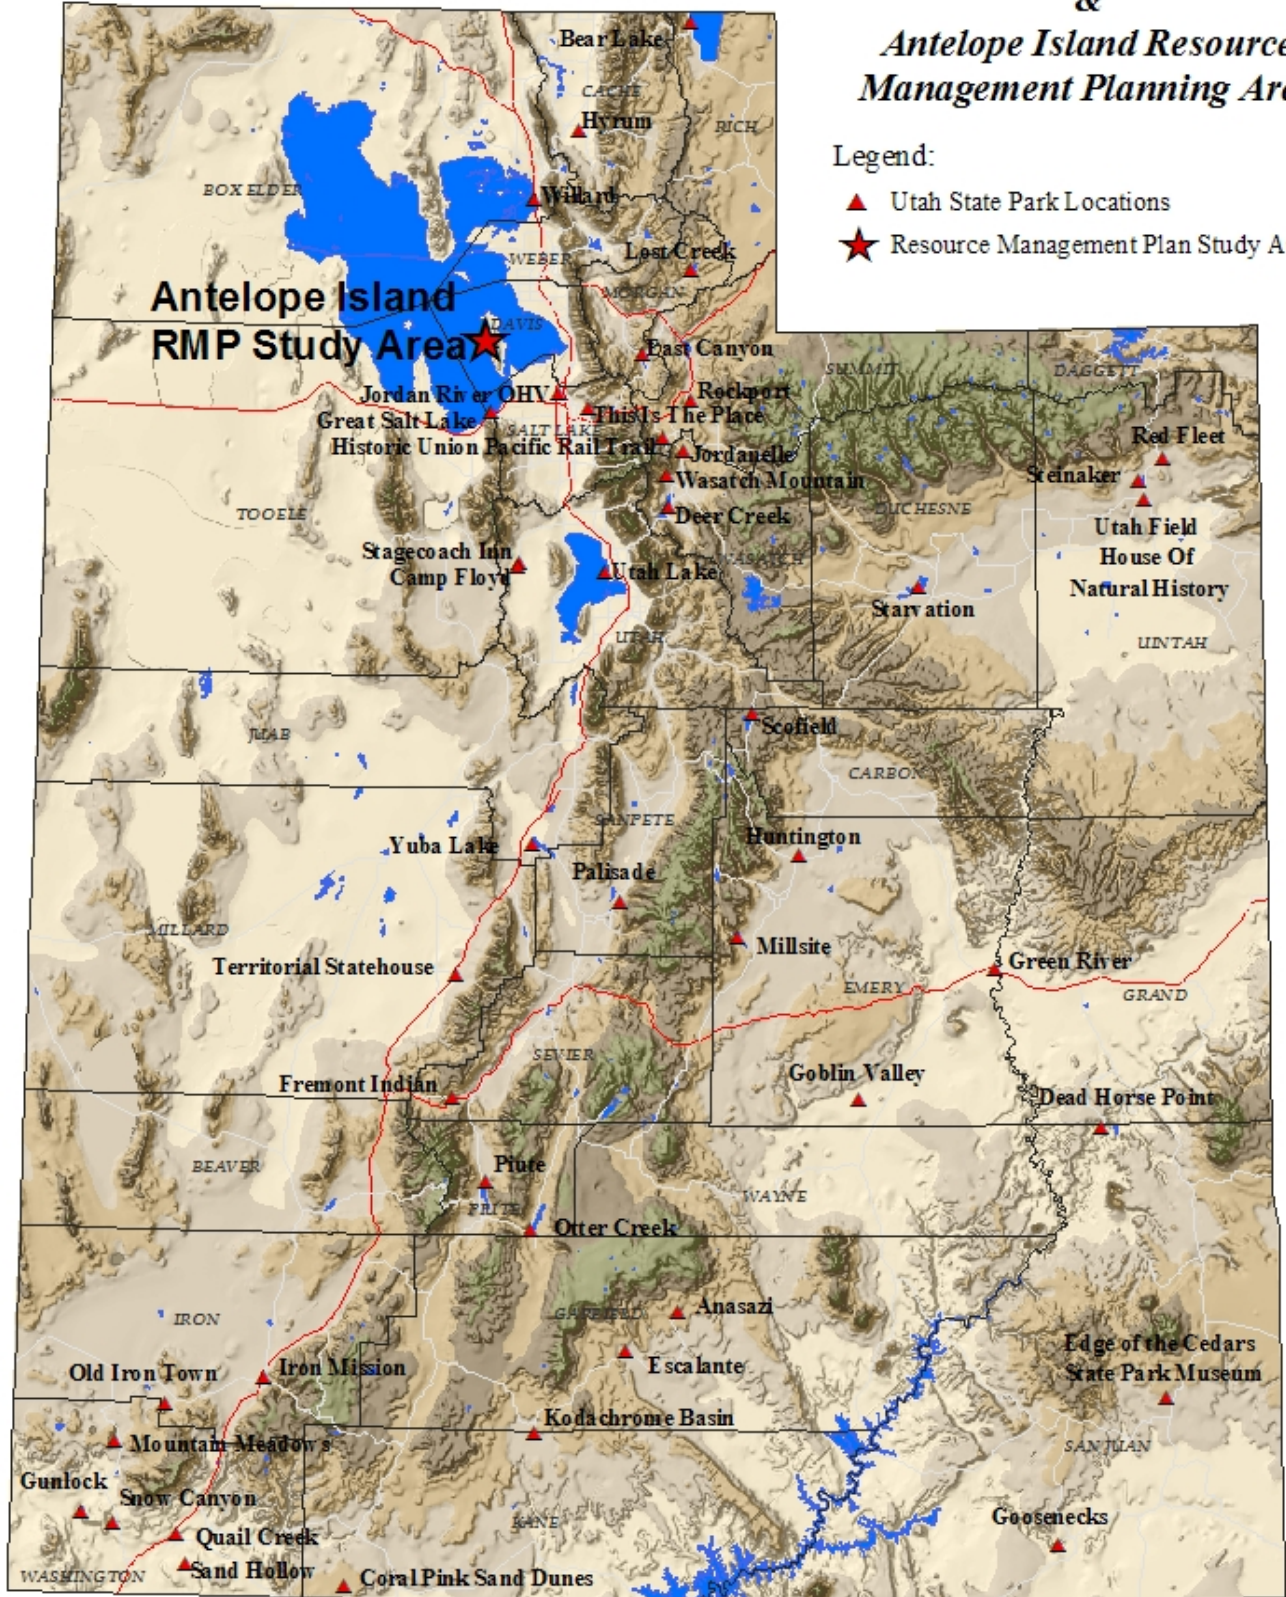 &
Antelope Island Resource
Management Planning Are
Legend:
Utah State Park Locations
Resource Management Plan Study A
Bear Lake
CACHE
Hyrum
RICH
BOX ELDER
Willard
Lost Creek
WEBER
MORGAN
Antelope Island
RMP Study Area
DAVIS
East Canyon
SUMMIT
DAGGETT
Jordan River OHV
Rockport
Great Salt Lake
This Is The Place
SALT LAKE
Historic Union Pacific Rail Trail
Jordanelle
Red Fleet
Wasatch Mountain
Steinaker
TOOELE
Deer Creek
DUCHESNE
Utah Field
House Of
Natural History
Stagecoach Inn
Camp Floyd
WASATCH
Utah Lake
Starvation
UTAH
UINTAH
Scofield
JUAB
CARBON
SANPETE
Yuba Lake
Huntington
Palisade
MILLARD
Millsite
Territorial Statehouse
Green River
EMERY
GRAND
SEVIER
Fremont Indian
Goblin Valley
Dead Horse Point
BEAVER
Piute
WAYNE
PIUTE
Otter Creek
IRON
GARFIELD
Anasazi
Edge of the Cedars
State Park Museum
Old Iron Town
Iron Mission
Escalante
Kodachrome Basin
Mountain Meadows
SAN JUAN
Gunlock
Snow Canyon
Quail Creek
KANE
Goosenecks
WASHINGTON
Sand Hollow
Coral Pink Sand Dunes